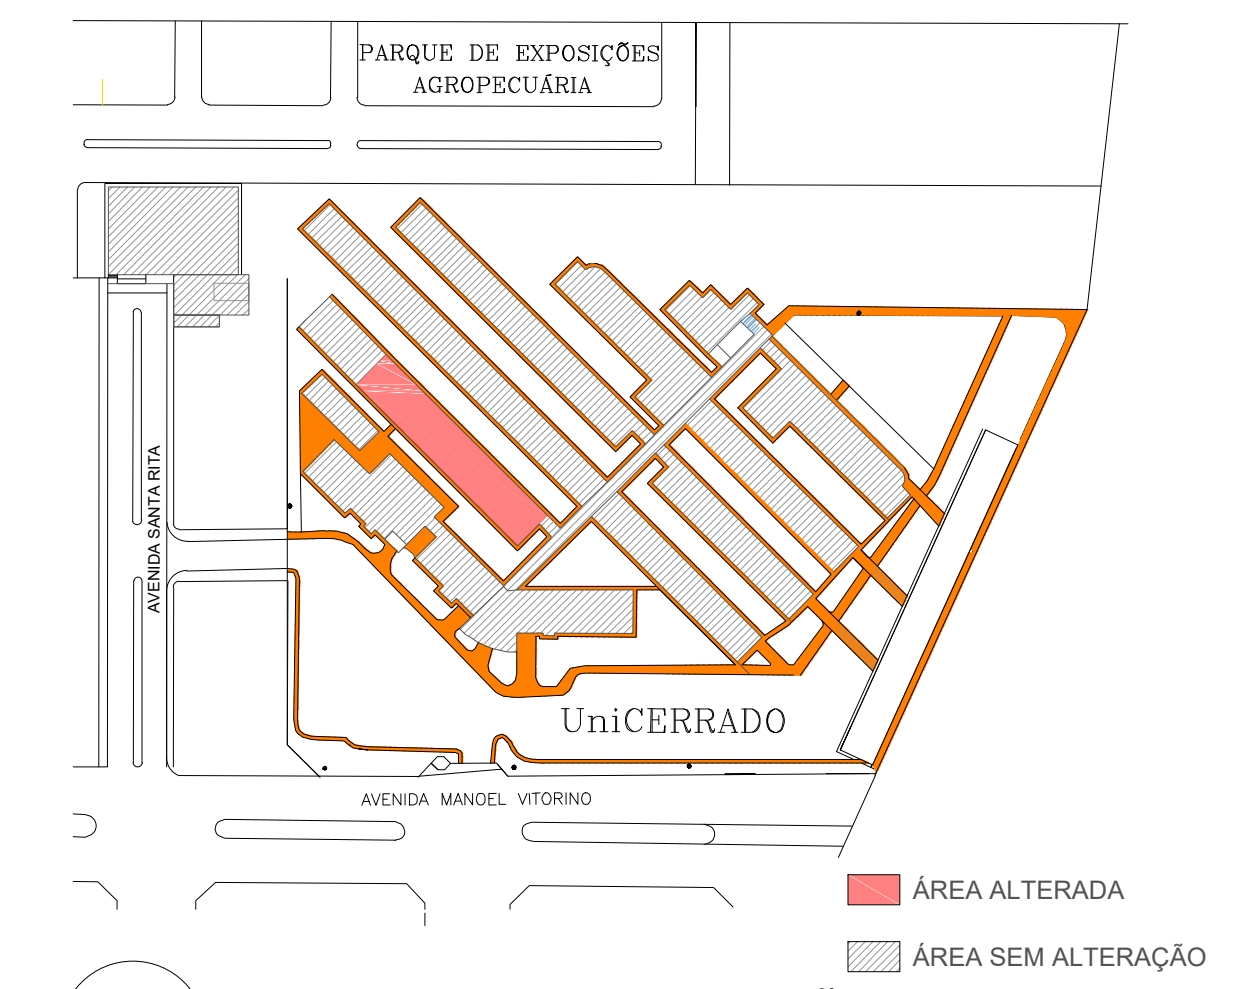 PARQUE DE EXPOSIÇÕES
AGROPECUÁRIA
AVENIDA SANTA RITA
UniCERRADO
AVENIDA MANOEL VITORINO
ÁREA ALTERADA
ÁREA SEM ALTERAÇÃO